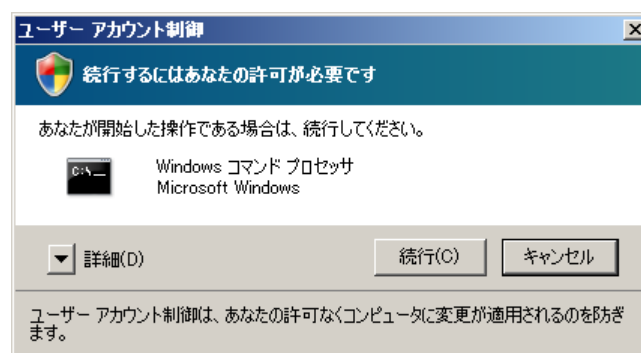 ユーザー アカウント制御
続行するにはあなたの許可が必要です
あなたが開始した操作である場合は、続行してください。
C:\
Windows コマンド プロセッサ
Microsoft Windows
詳細(D)
続行(C)
キャンセル
ユーザー アカウント制御は、あなたの許可なくコンピュータに変更が適用されるのを防ぎ
ます。